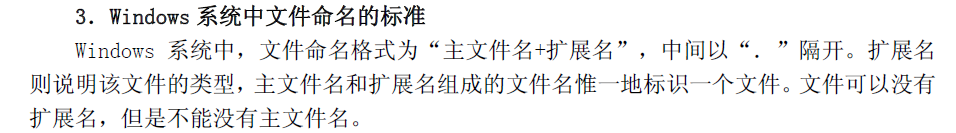 3．Windows 系统中文件命名的标准
Windows 系统中，文件命名格式为“主文件名+扩展名”，中间以“．”隔开。扩展名
则说明该文件的类型，主文件名和扩展名组成的文件名惟一地标识一个文件。文件可以没有
扩展名，但是不能没有主文件名。